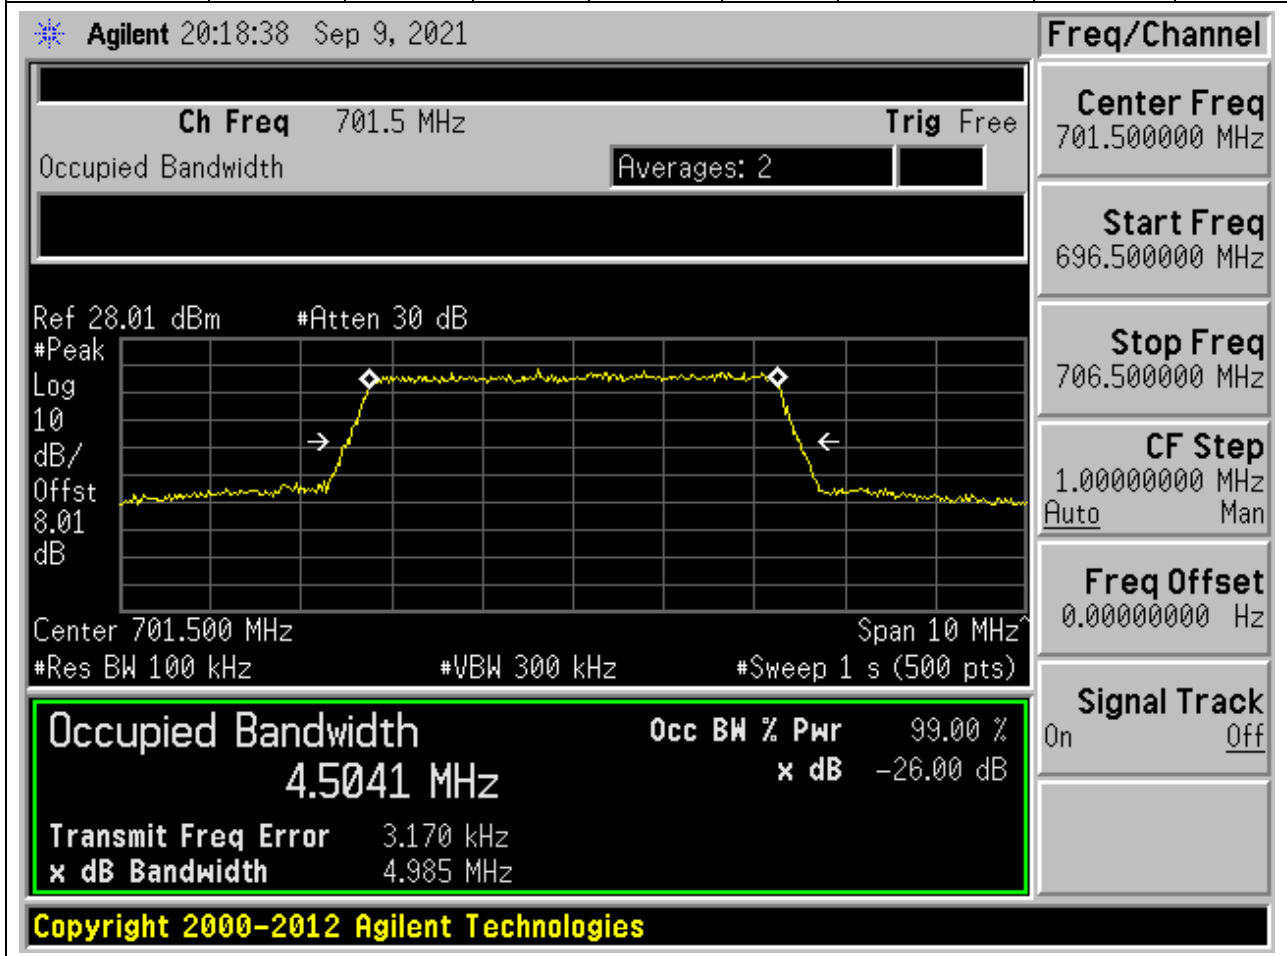 Agilent 20:18:38 Sep 9, 2021
Freq/Channel
Ch Freq 701.5 MHz Trig Free
Occupied Bandwidth Averages: 2
Center Freq
701.500000 MHz
Start Freq
696.500000 MHz
Stop Freq
706.500000 MHz
CF Step
1.00000000 MHz
Auto Man
Freq Offset
0.00000000 Hz
Signal Track
On Off
Ref 28.01 dBm #Atten 30 dB
#Peak
Log
10
dB/
Offst
8.01
dB
Center 701.500 MHz Span 10 MHz^
#Res BW 100 kHz #VBW 300 kHz #Sweep 1 s (500 pts)
Occupied Bandwidth Occ BW % Pwr 99.00 %
4.5041 MHz x dB -26.00 dB
Transmit Freq Error 3.170 kHz
x dB Bandwidth 4.985 MHz
Copyright 2000-2012 Agilent Technologies